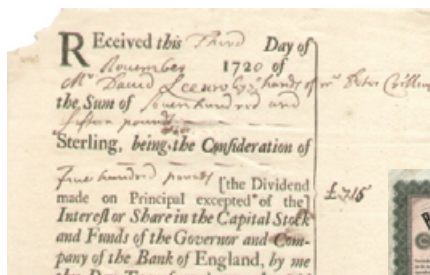 REceived this Third Day of
November 1720 of
Mr. David Leeuw by ye hands of mr. Peter
the Sum of Seven hundred and
fifteen pounds
Sterling, being the Consideration of
Five hundred pounds [the Dividend
made on Principal excepted of the]
Interest or Share in the Capital Stock
and Funds of the Governor and Com-
pany of the Bank of England, by me
£715